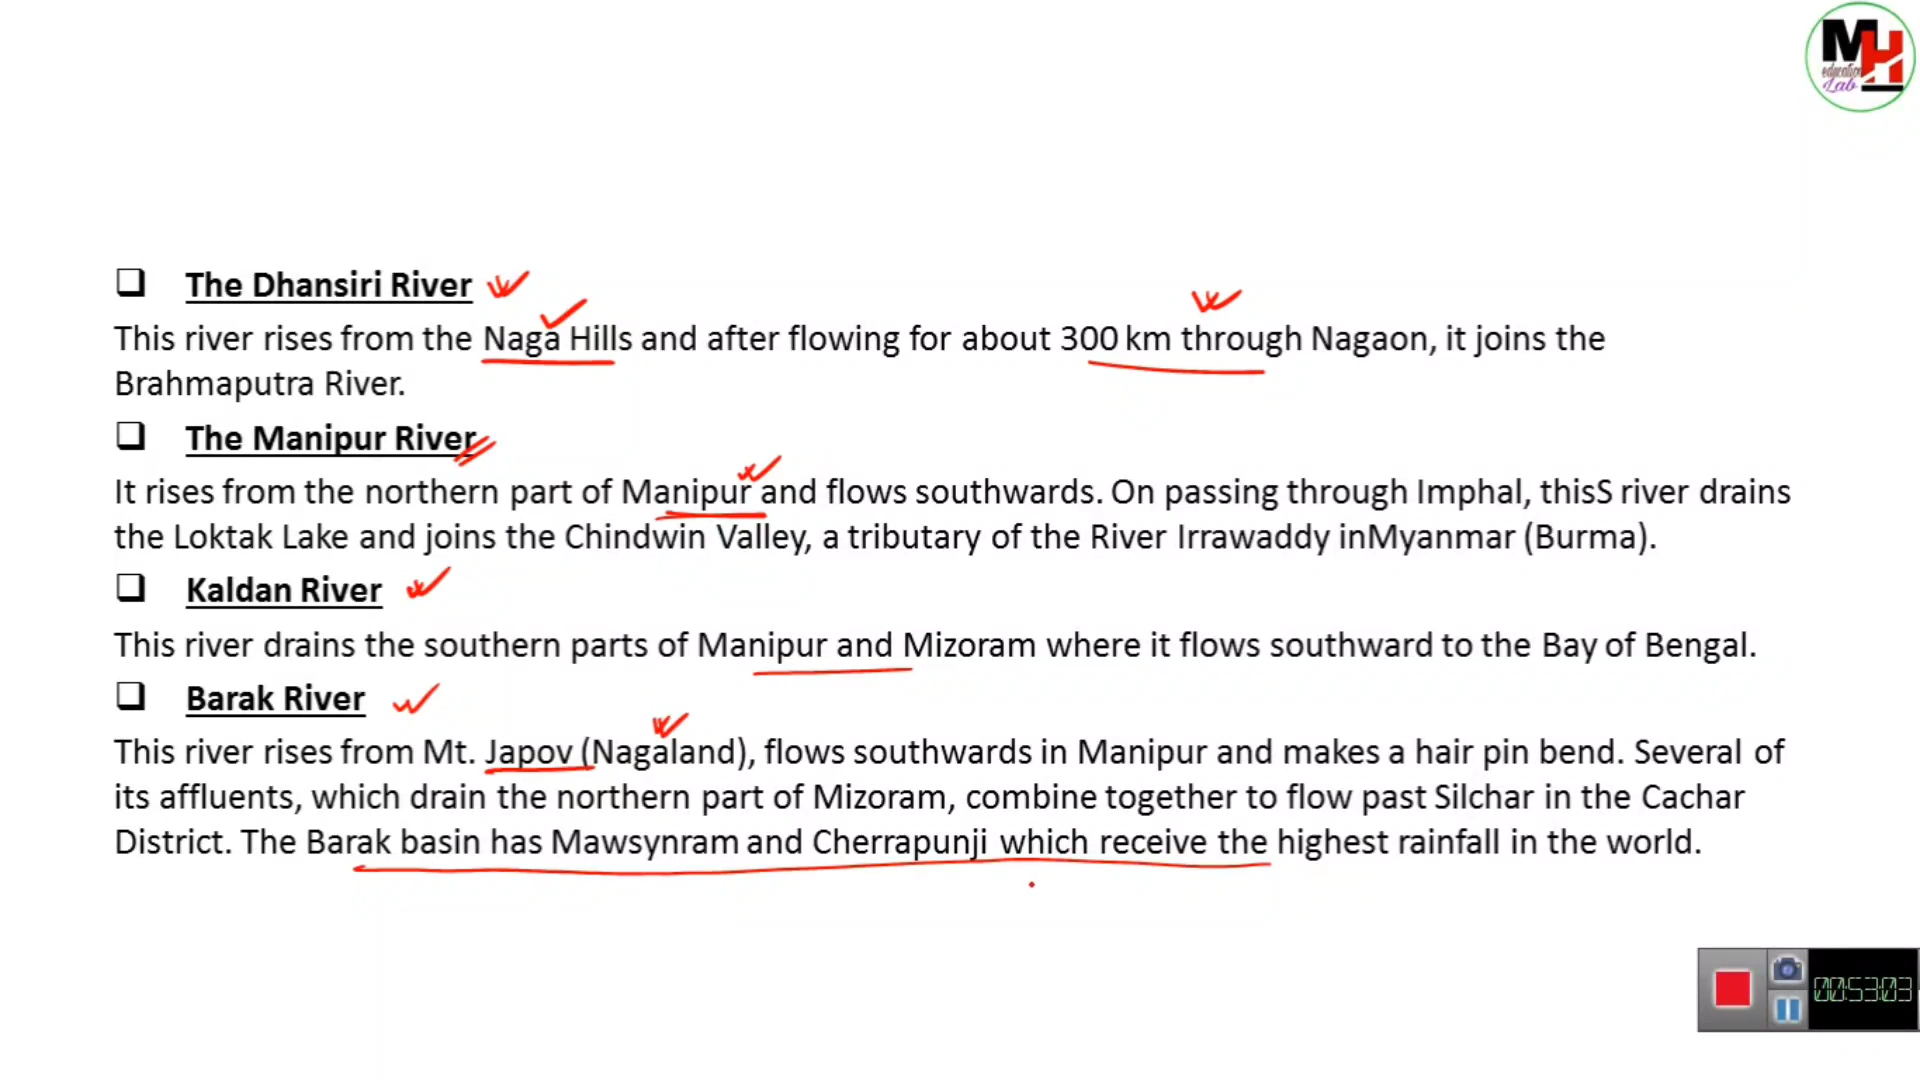 MH
education
Lab
The Dhansiri River
This river rises from the Naga Hills and after flowing for about 300 km through Nagaon, it joins the
Brahmaputra River.
The Manipur River
It rises from the northern part of Manipur and flows southwards. On passing through Imphal, thisS river drains
the Loktak Lake and joins the Chindwin Valley, a tributary of the River Irrawaddy inMyanmar (Burma).
Kaldan River
This river drains the southern parts of Manipur and Mizoram where it flows southward to the Bay of Bengal.
Barak River
This river rises from Mt. Japov (Nagaland), flows southwards in Manipur and makes a hair pin bend. Several of
its affluents, which drain the northern part of Mizoram, combine together to flow past Silchar in the Cachar
District. The Barak basin has Mawsynram and Cherrapunji which receive the highest rainfall in the world.
00:53:03